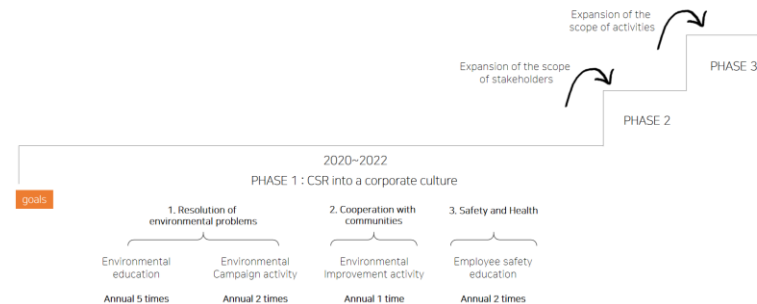 Expansion of the
scope of activities
PHASE 3
Expansion of the scope
of stakeholders
PHASE 2
2020~2022
PHASE 1 : CSR into a corporate culture
goals
1. Resolution of
environmental problems
2. Cooperation with
communities
3. Safety and Health
Environmental
education
Environmental
Campaign activity
Environmental
Improvement activity
Employee safety
education
Annual 5 times
Annual 2 times
Annual 1 time
Annual 2 times